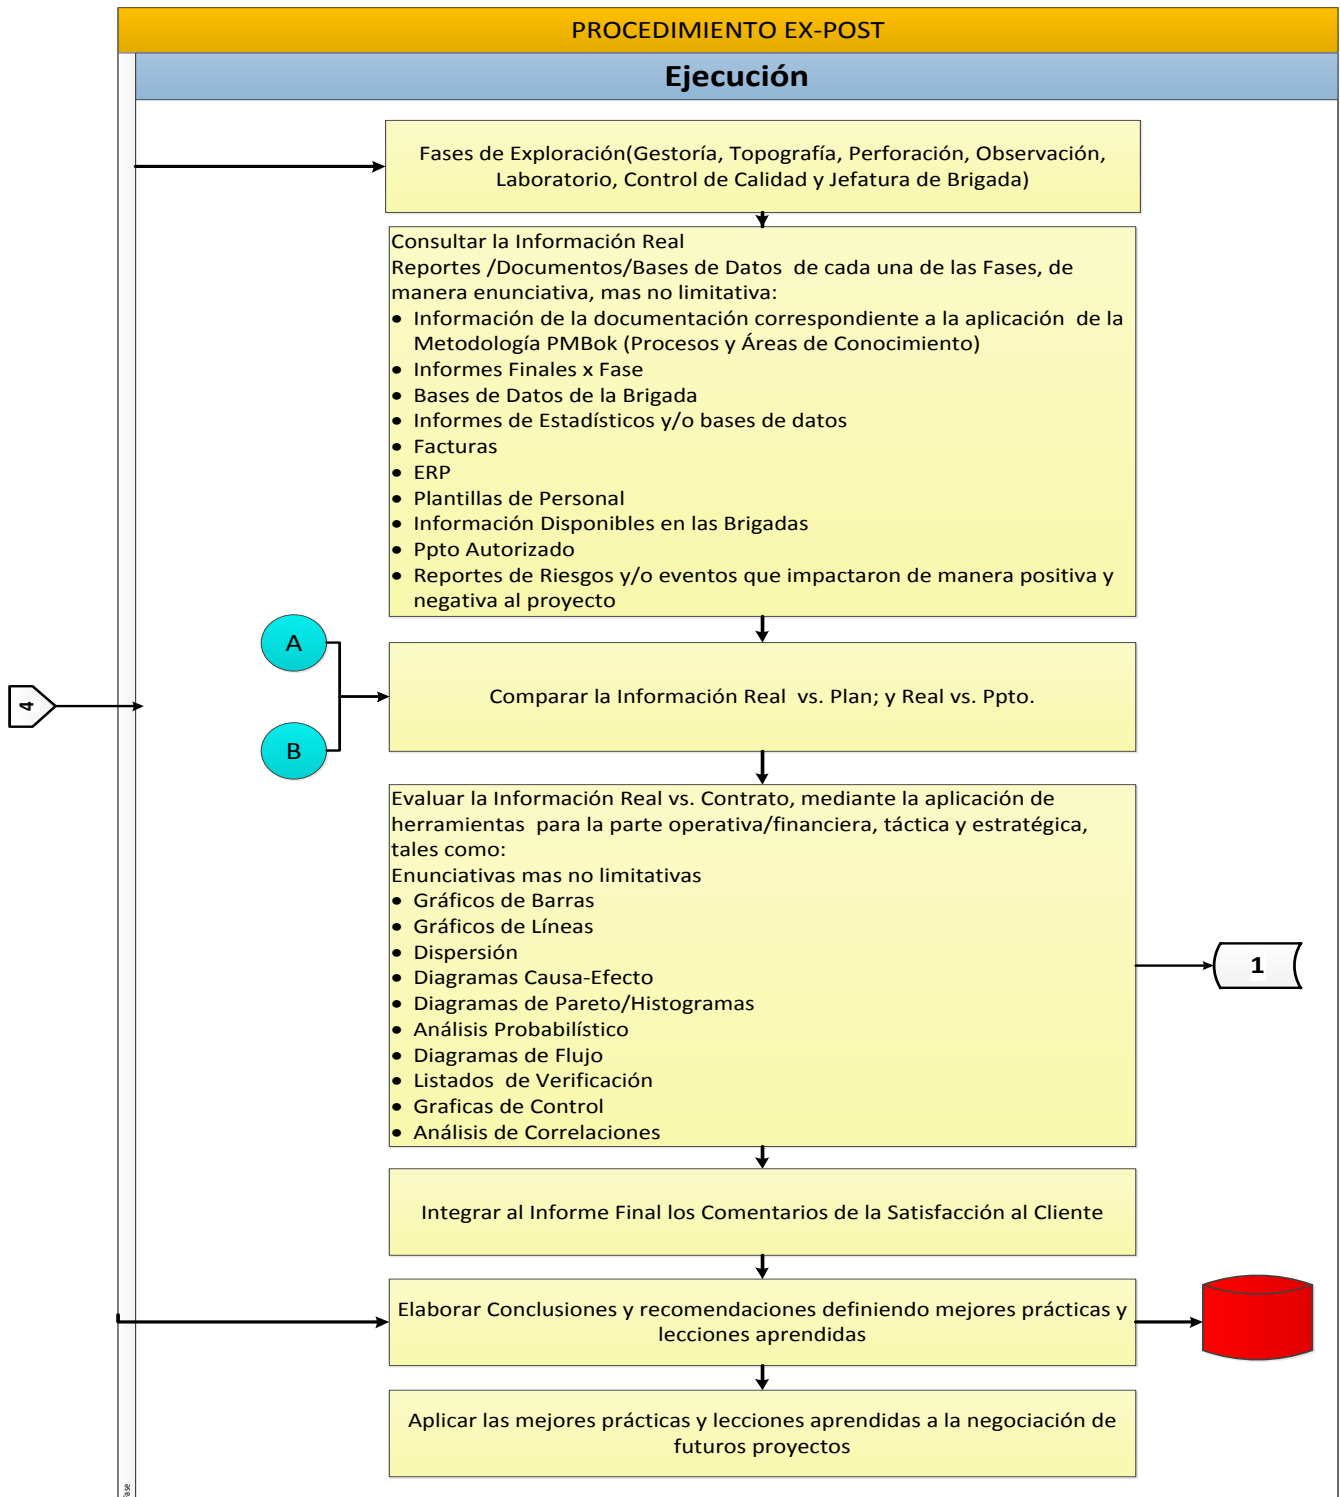 PROCEDIMIENTO EX-POST
Ejecución
Fases de Exploración(Gestoría, Topografía, Perforación, Observación,
Laboratorio, Control de Calidad y Jefatura de Brigada)
Consultar la Información Real
Reportes /Documentos/Bases de Datos de cada una de las Fases, de
manera enunciativa, mas no limitativa:
• Información de la documentación correspondiente a la aplicación de la
Metodología PMBok (Procesos y Áreas de Conocimiento)
• Informes Finales x Fase
• Bases de Datos de la Brigada
• Informes de Estadísticos y/o bases de datos
• Facturas
• ERP
• Plantillas de Personal
• Información Disponibles en las Brigadas
• Ppto Autorizado
• Reportes de Riesgos y/o eventos que impactaron de manera positiva y
negativa al proyecto
A
4
Comparar la Información Real vs. Plan; y Real vs. Ppto.
B
Evaluar la Información Real vs. Contrato, mediante la aplicación de
herramientas para la parte operativa/financiera, táctica y estratégica,
tales como:
Enunciativas mas no limitativas
• Gráficos de Barras
• Gráficos de Líneas
• Dispersión
• Diagramas Causa-Efecto
• Diagramas de Pareto/Histogramas
• Análisis Probabilístico
• Diagramas de Flujo
• Listados de Verificación
• Graficas de Control
• Análisis de Correlaciones
1
Integrar al Informe Final los Comentarios de la Satisfacción al Cliente
Elaborar Conclusiones y recomendaciones definiendo mejores prácticas y
lecciones aprendidas
Aplicar las mejores prácticas y lecciones aprendidas a la negociación de
futuros proyectos
Fase